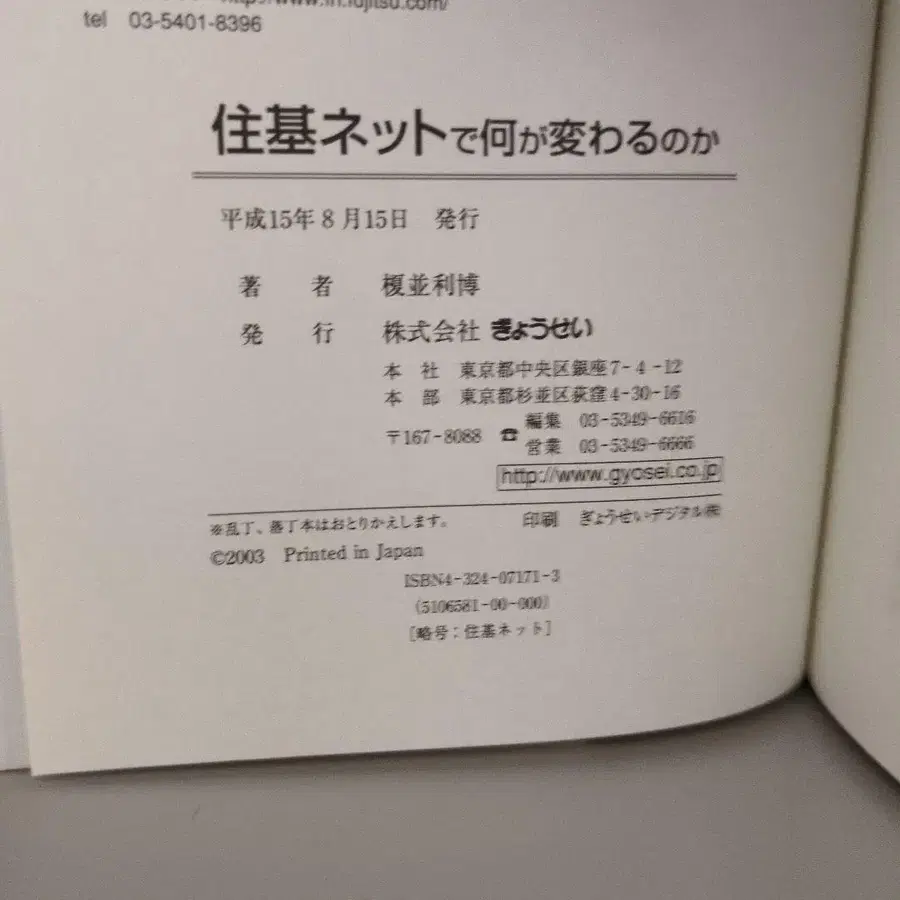 http://www.fri.fujitsu.com/
tel 03-5401-8396
住基ネットで何が変わるのか
平成15年8月15日 発行
著 者 榎並利博
発 行 株式会社 ぎょうせい
本 社 東京都中央区銀座7-4-12
本 部 東京都杉並区荻窪4-30-16
〒167-8088 ☎ 編集 03-5349-6616
営業 03-5349-6666
http://www.gyosei.co.jp
※乱丁、落丁本はおとりかえします。 印刷 ぎょうせいデジタル㈱
©2003 Printed in Japan
ISBN4-324-07171-3
(5106581-00-000)
[略号:住基ネット]